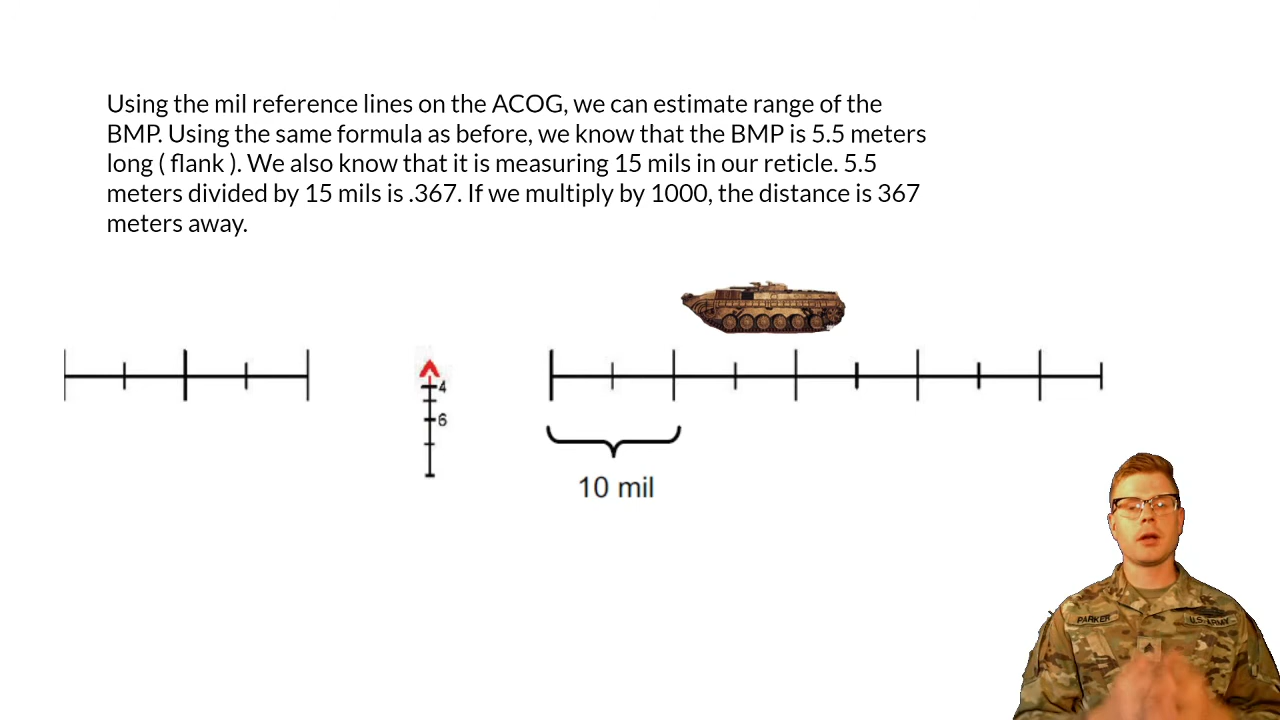 Using the mil reference lines on the ACOG, we can estimate range of the
BMP. Using the same formula as before, we know that the BMP is 5.5 meters
long ( flank ). We also know that it is measuring 15 mils in our reticle. 5.5
meters divided by 15 mils is .367. If we multiply by 1000, the distance is 367
meters away.
4
6
10 mil
PARKER
U.S. ARMY